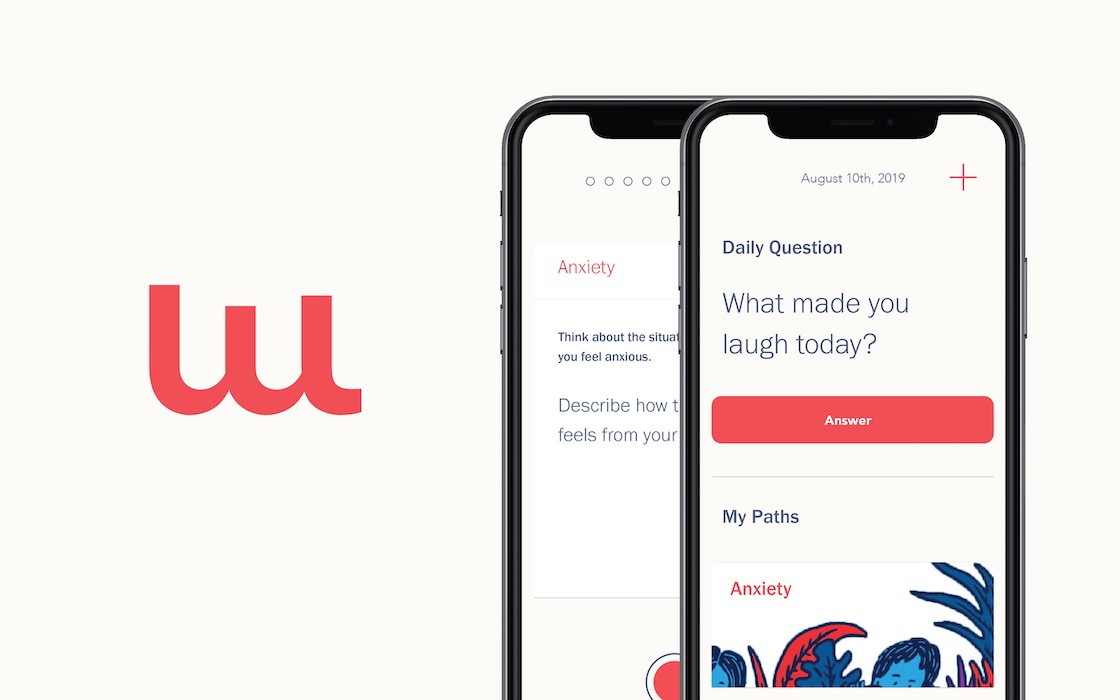 w
Anxiety
Think about the
you feel anxious.
Describe how
feels from your
August 10th, 2019
Daily Question
What made you
laugh today?
Answer
My Paths
Anxiety